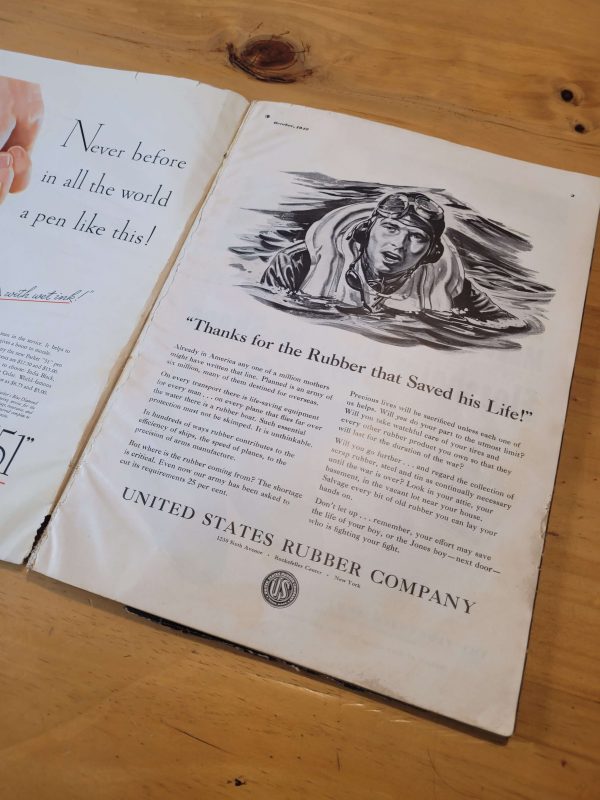 Never before
in all the world
a pen like this!
with wet ink!"
51"
"Thanks for the Rubber that Saved his Life!"
Already in America any one of a million mothers
might have written that line. Planned is an army of
six million, many of them destined for overseas.
On every transport there is life-saving equipment
for every man . . . on every plane that flies far over
the water there is a rubber boat. Such essential
protection must not be skimped. It is unthinkable.
In hundreds of ways rubber contributes to the
efficiency of ships, the speed of planes, to the
precision of arms manufacture.
But where is the rubber coming from? The shortage
is critical. Even now our army has been asked to
cut its requirements 25 per cent.
Precious lives will be sacrificed unless each one of
us helps. Will you do your part to the utmost limit?
Will you take watchful care of your tires and
every other rubber product you own so that they
will last for the duration of the war?
Will you go further . . . and regard the collection of
scrap rubber, steel and tin as continually necessary
until the war is over? Look in your attic, your
basement, in the vacant lot near your house.
Salvage every bit of old rubber you can lay your
hands on.
Don't let up . . . remember, your effort may save
the life of your boy, or the Jones boy—next door—
who is fighting your fight.
UNITED STATES RUBBER COMPANY
1230 Sixth Avenue · Rockefeller Center · New York
US